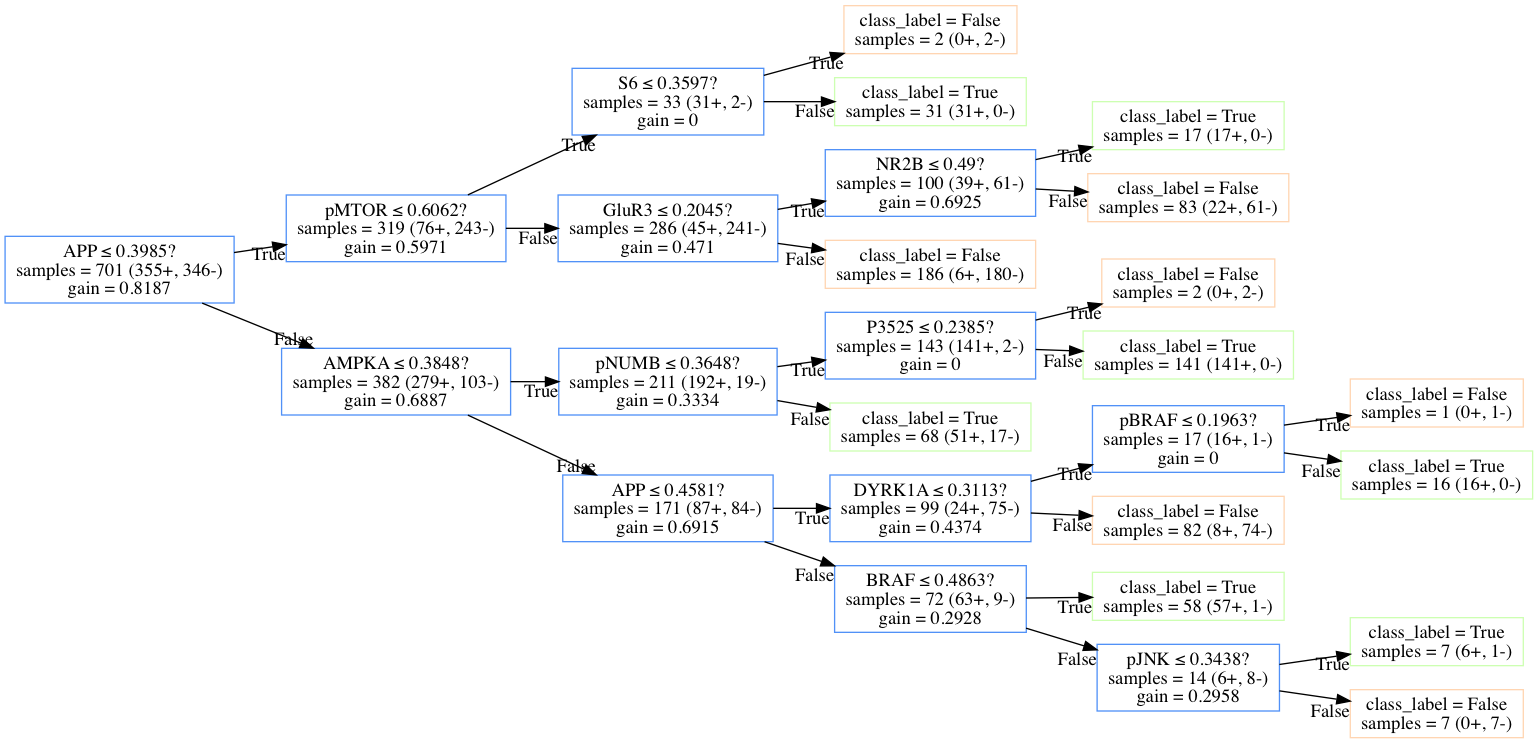 class_label = False
samples = 2 (0+, 2-)
True
S6 ≤ 0.3597?
samples = 33 (31+, 2-)
gain = 0
class_label = True
samples = 31 (31+, 0-)
False
True
class_label = True
samples = 17 (17+, 0-)
True
NR2B ≤ 0.49?
samples = 100 (39+, 61-)
gain = 0.6925
class_label = False
samples = 83 (22+, 61-)
False
pMTOR ≤ 0.6062?
samples = 319 (76+, 243-)
gain = 0.5971
False
GluR3 ≤ 0.2045?
samples = 286 (45+, 241-)
gain = 0.471
True
False
class_label = False
samples = 186 (6+, 180-)
APP ≤ 0.3985?
samples = 701 (355+, 346-)
gain = 0.8187
True
False
class_label = False
samples = 2 (0+, 2-)
True
P3525 ≤ 0.2385?
samples = 143 (141+, 2-)
gain = 0
False
class_label = True
samples = 141 (141+, 0-)
AMPKA ≤ 0.3848?
samples = 382 (279+, 103-)
gain = 0.6887
True
pNUMB ≤ 0.3648?
samples = 211 (192+, 19-)
gain = 0.3334
True
False
class_label = True
samples = 68 (51+, 17-)
class_label = False
samples = 1 (0+, 1-)
True
pBRAF ≤ 0.1963?
samples = 17 (16+, 1-)
gain = 0
False
class_label = True
samples = 16 (16+, 0-)
False
APP ≤ 0.4581?
samples = 171 (87+, 84-)
gain = 0.6915
True
DYRK1A ≤ 0.3113?
samples = 99 (24+, 75-)
gain = 0.4374
True
False
class_label = False
samples = 82 (8+, 74-)
False
BRAF ≤ 0.4863?
samples = 72 (63+, 9-)
gain = 0.2928
True
class_label = True
samples = 58 (57+, 1-)
False
pJNK ≤ 0.3438?
samples = 14 (6+, 8-)
gain = 0.2958
True
class_label = True
samples = 7 (6+, 1-)
False
class_label = False
samples = 7 (0+, 7-)